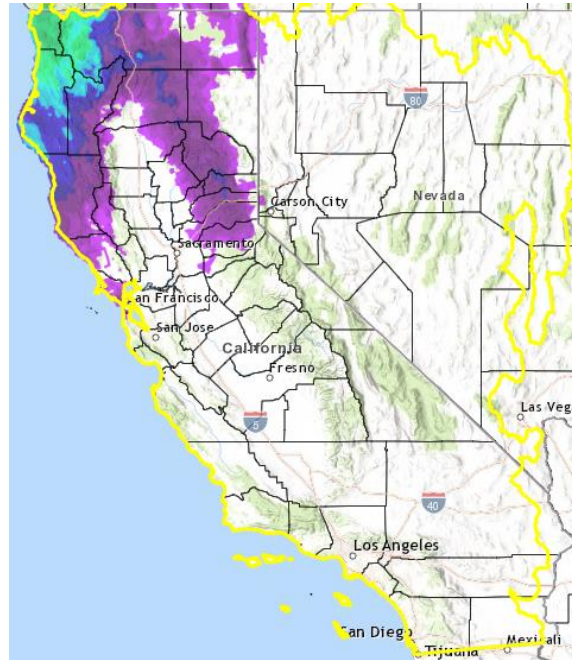 80
Nevada
Carson City
Sacramento
an Francisco
San Jose
California
Fresno
Las Veg
5
40
Los Angeles
San Diego
Tijuana
Mexicali